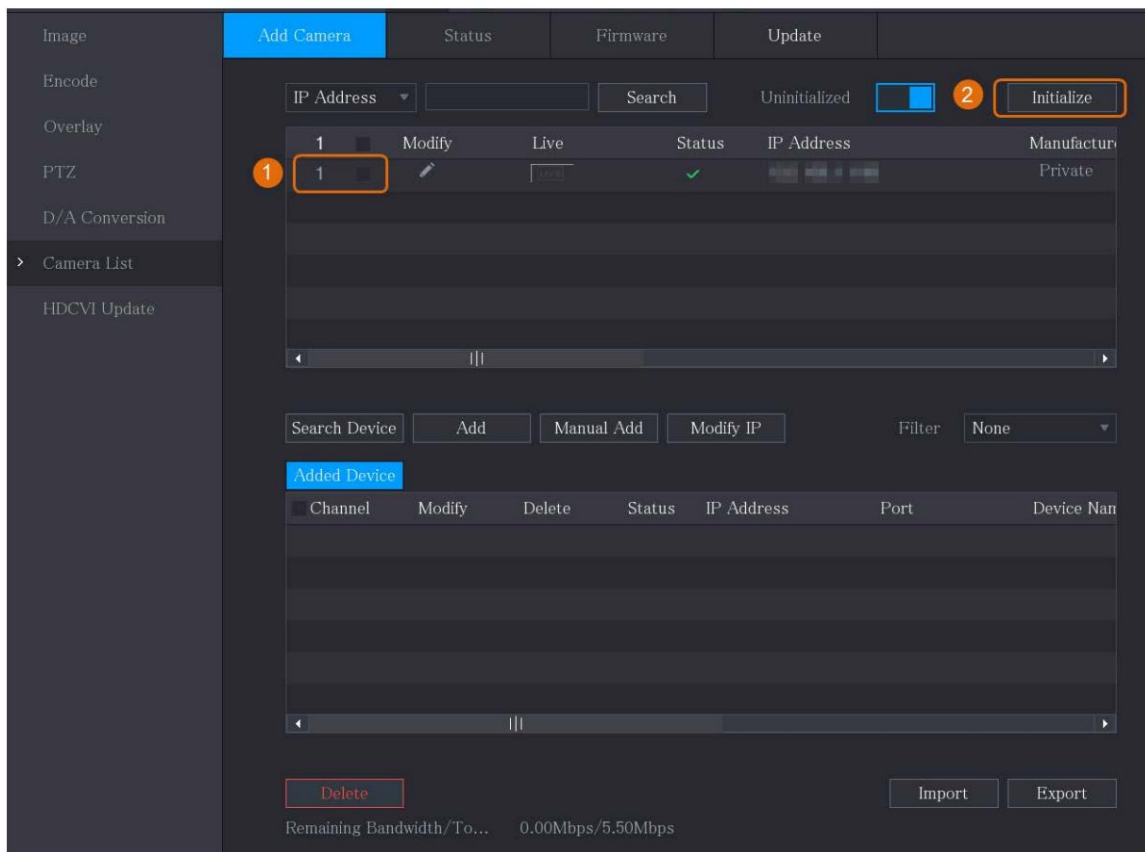 Image
Encode
Overlay
PTZ
D/A Conversion
Camera List
HDCVI Update
Add Camera Status Firmware Update
IP Address Search Uninitialized 2 Initialize
1 Modify Live Status IP Address Manufactur
1 1 LIVE Private
Search Device Add Manual Add Modify IP Filter None
Added Device
Channel Modify Delete Status IP Address Port Device Nam
Delete Import Export
Remaining Bandwidth/To... 0.00Mbps/5.50Mbps